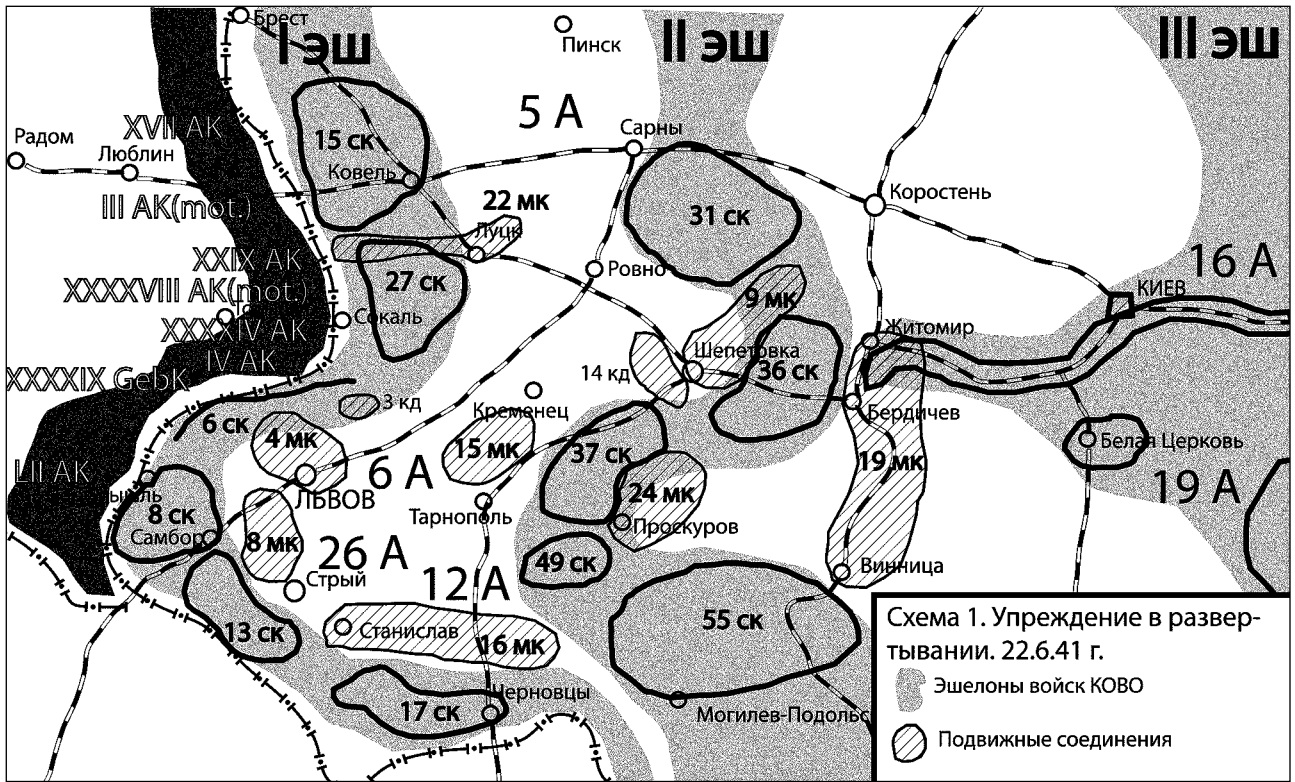 Брест
I эш
Пинск
II эш
III эш
5 А
XVII АК
Радом
Люблин
15 ск
Сарны
Ковель
III АК(mot.)
22 мк
31 ск
Коростень
Луцк
XXIX АК
Ровно
16 А
XXXXVIII АК(mot.)
27 ск
9 мк
КИЕВ
Сокаль
XXXXIV АК
Житомир
IV АК
Шепетовка
14 кд
36 ск
XXXXIX GebK
3 кд
Кременец
Бердичев
6 ск
4 мк
15 мк
37 ск
19 мк
Белая Церковь
LII АК
ЛЬВОВ
6 А
24 мк
19 А
8 ск
Тарнополь
Проскуров
Самбор
8 мк
26 А
49 ск
Винница
Стрый
12 А
13 ск
Станислав
16 мк
55 ск
17 ск
Черновцы
Могилев-Подольс
Схема 1. Упреждение в развер-
тывании. 22.6.41 г.
Эшелоны войск КОВО
Подвижные соединения